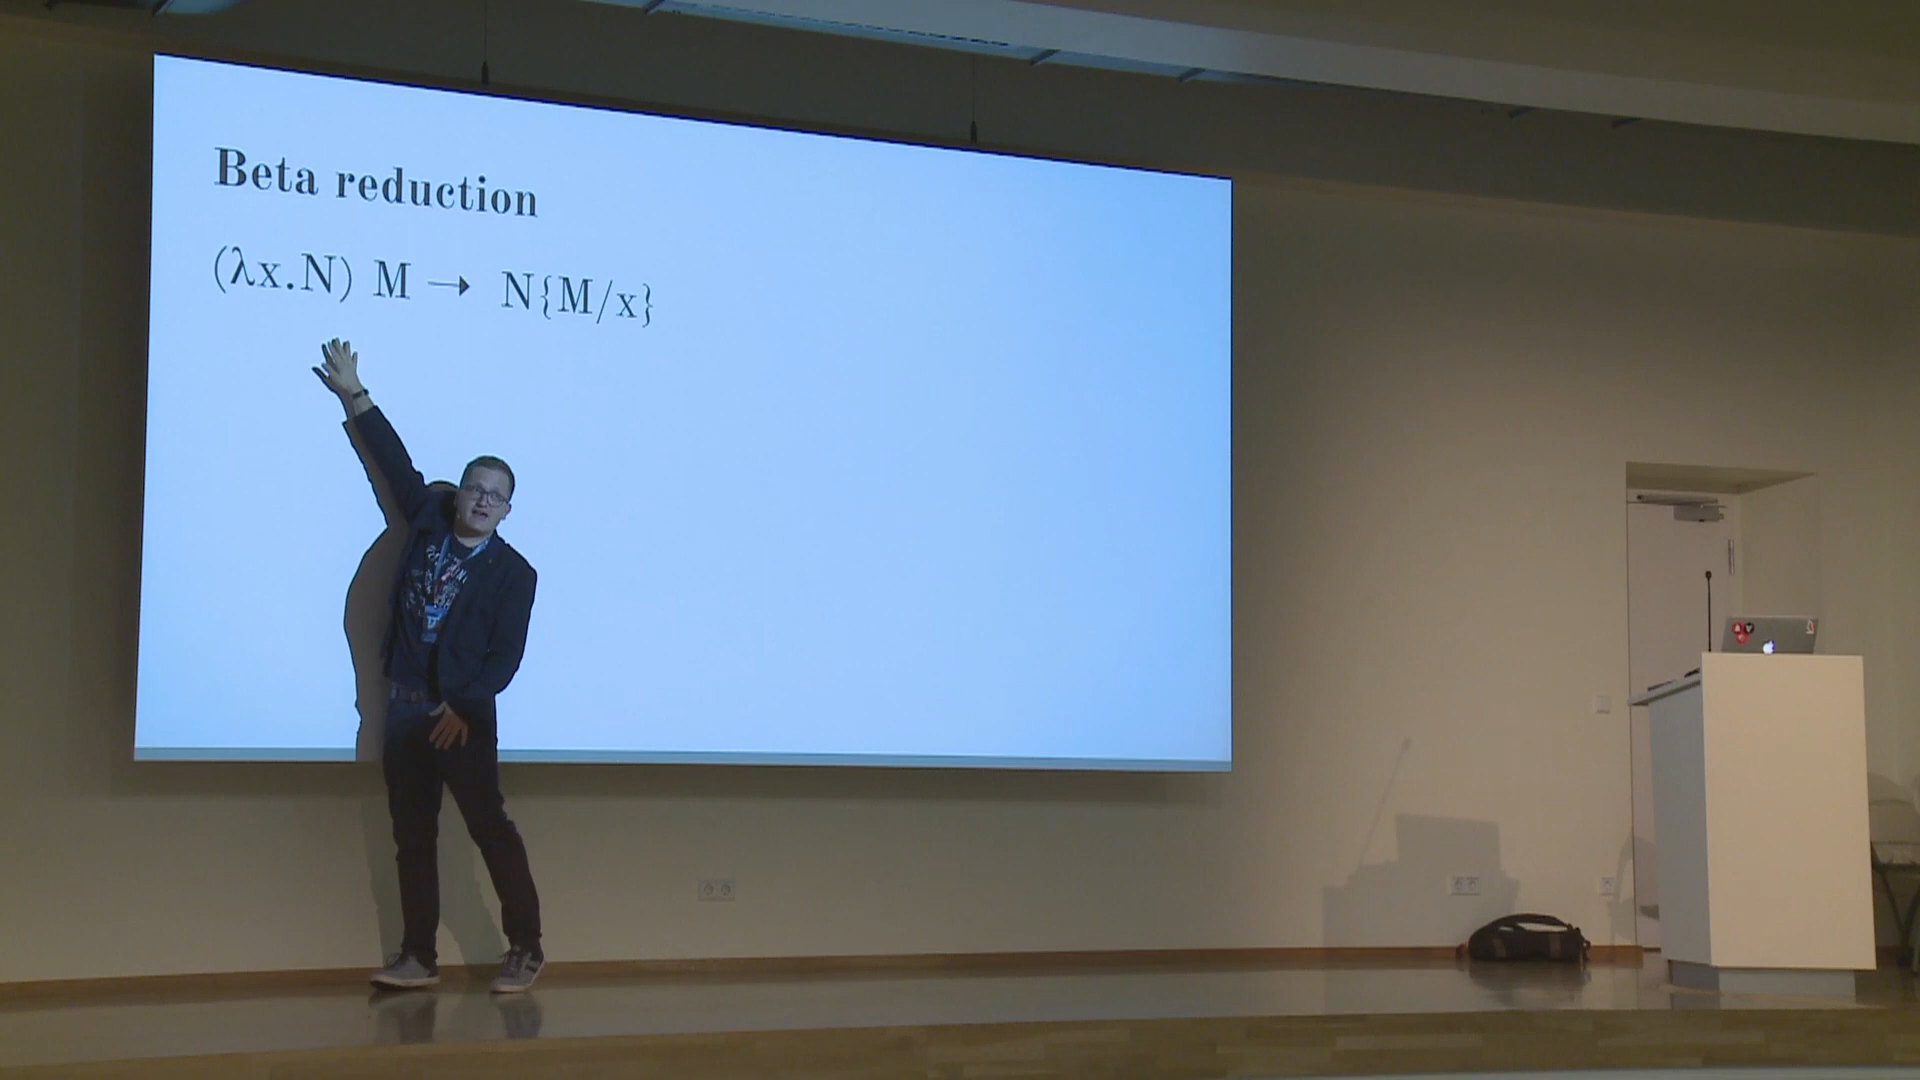 Beta reduction
(λx.N) M → N{M/x}